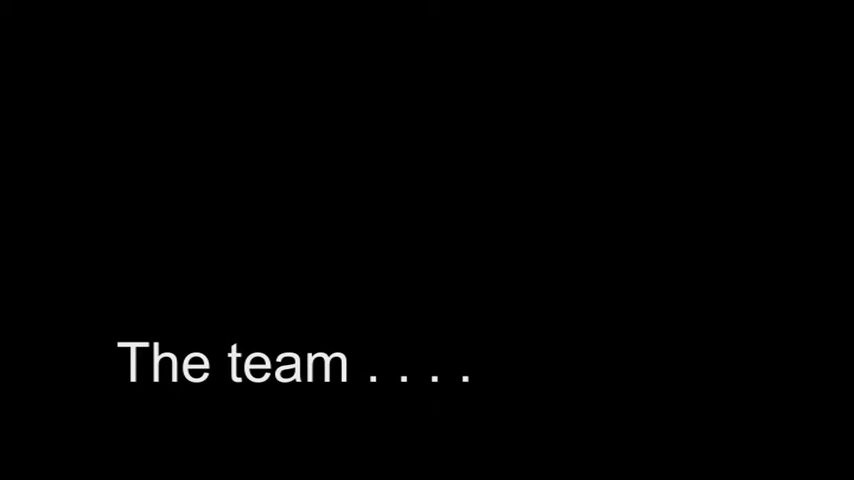 The team . . . .